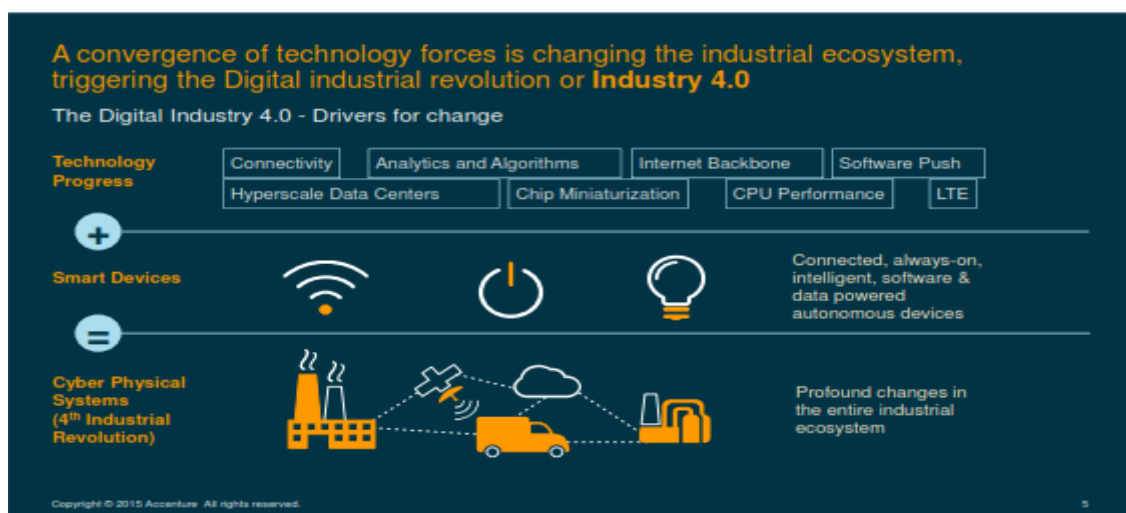 A convergence of technology forces is changing the industrial ecosystem,
triggering the Digital industrial revolution or Industry 4.0
The Digital Industry 4.0 - Drivers for change
Technology
Progress
Connectivity
Analytics and Algorithms
Internet Backbone
Software Push
Hyperscale Data Centers
Chip Miniaturization
CPU Performance
LTE
+
Smart Devices
Connected, always-on,
intelligent, software &
data powered
autonomous devices
=
Cyber Physical
Systems
(4th Industrial
Revolution)
Profound changes in
the entire industrial
ecosystem
Copyright © 2015 Accenture All rights reserved.
5